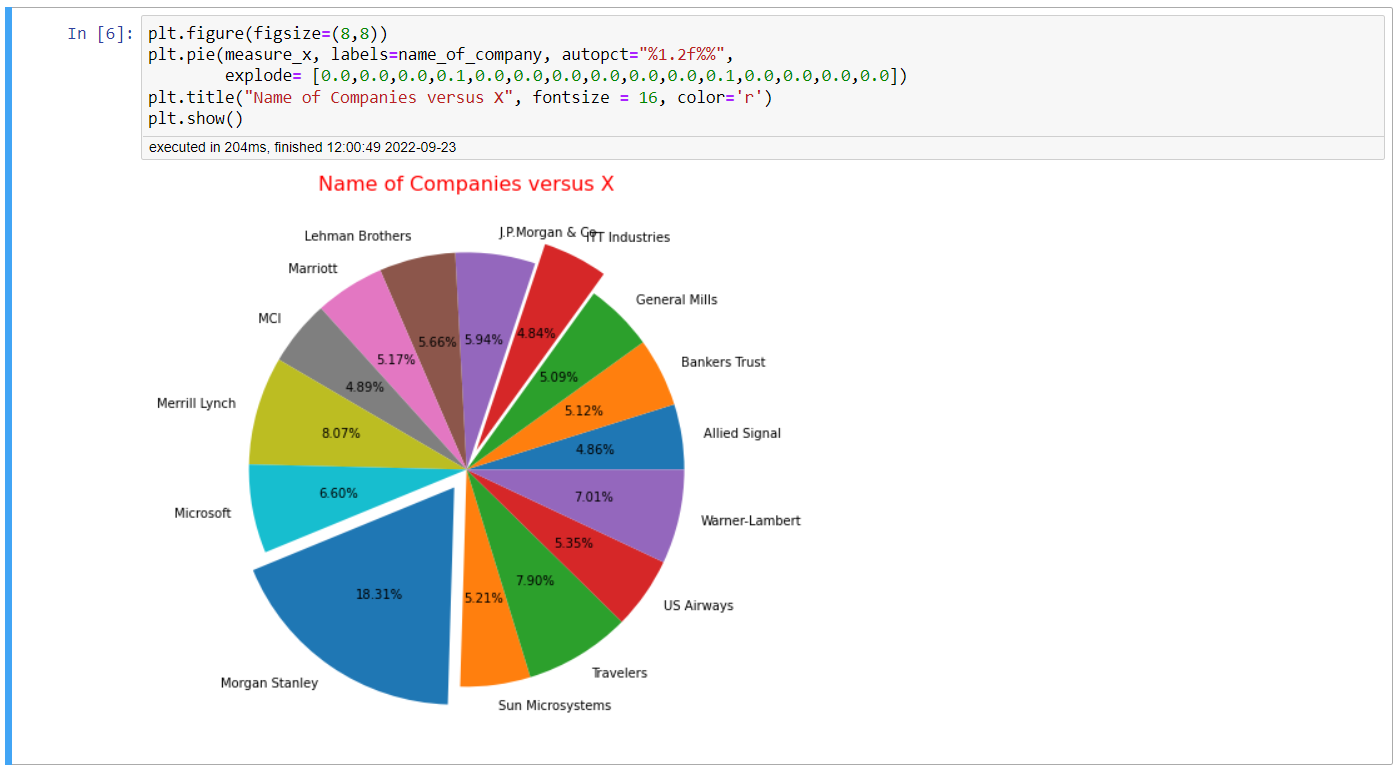 In [6]:
plt.figure(figsize=(8,8))
plt.pie(measure_x, labels=name_of_company, autopct="%1.2f%%",
explode= [0.0,0.0,0.0,0.1,0.0,0.0,0.0,0.0,0.0,0.0,0.1,0.0,0.0,0.0,0.0])
plt.title("Name of Companies versus X", fontsize = 16, color='r')
plt.show()
executed in 204ms, finished 12:00:49 2022-09-23
Name of Companies versus X
J.P.Morgan & Co
Lehman Brothers
ITT Industries
Marriott
General Mills
MCI
4.84%
5.94%
5.66%
5.17%
Bankers Trust
5.09%
4.89%
Merrill Lynch
5.12%
8.07%
Allied Signal
4.86%
6.60%
7.01%
Microsoft
Warner-Lambert
5.35%
7.90%
18.31%
5.21%
US Airways
Travelers
Morgan Stanley
Sun Microsystems